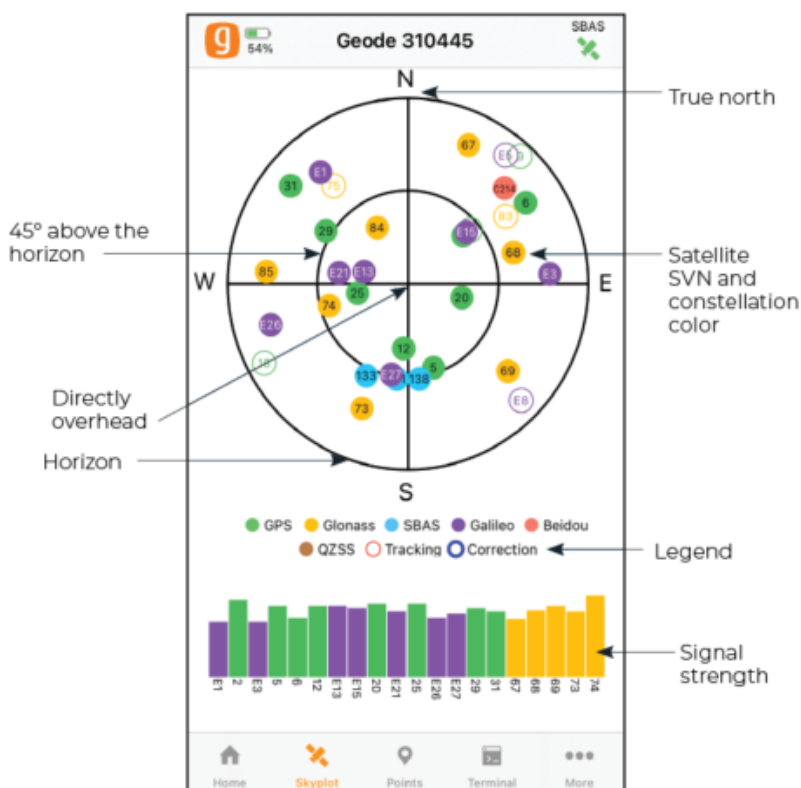 g
54%
Geode 310445
SBAS
N
True north
67
E1
E5
9
31
75
C214
6
83
45° above the
horizon
29
84
E15
68
Satellite
SVN and
constellation
color
85
E21
E13
E3
W
E
25
74
20
E26
12
18
5
133
E27
138
69
E8
73
Directly
overhead
Horizon
S
GPS
Glonass
SBAS
Galileo
Beidou
QZSS
Tracking
Correction
Legend
Signal
strength
E1
2
E3
5
6
12
E13
E15
20
E21
25
E26
E27
29
31
67
68
69
73
74
Home
Skyplot
Points
Terminal
More